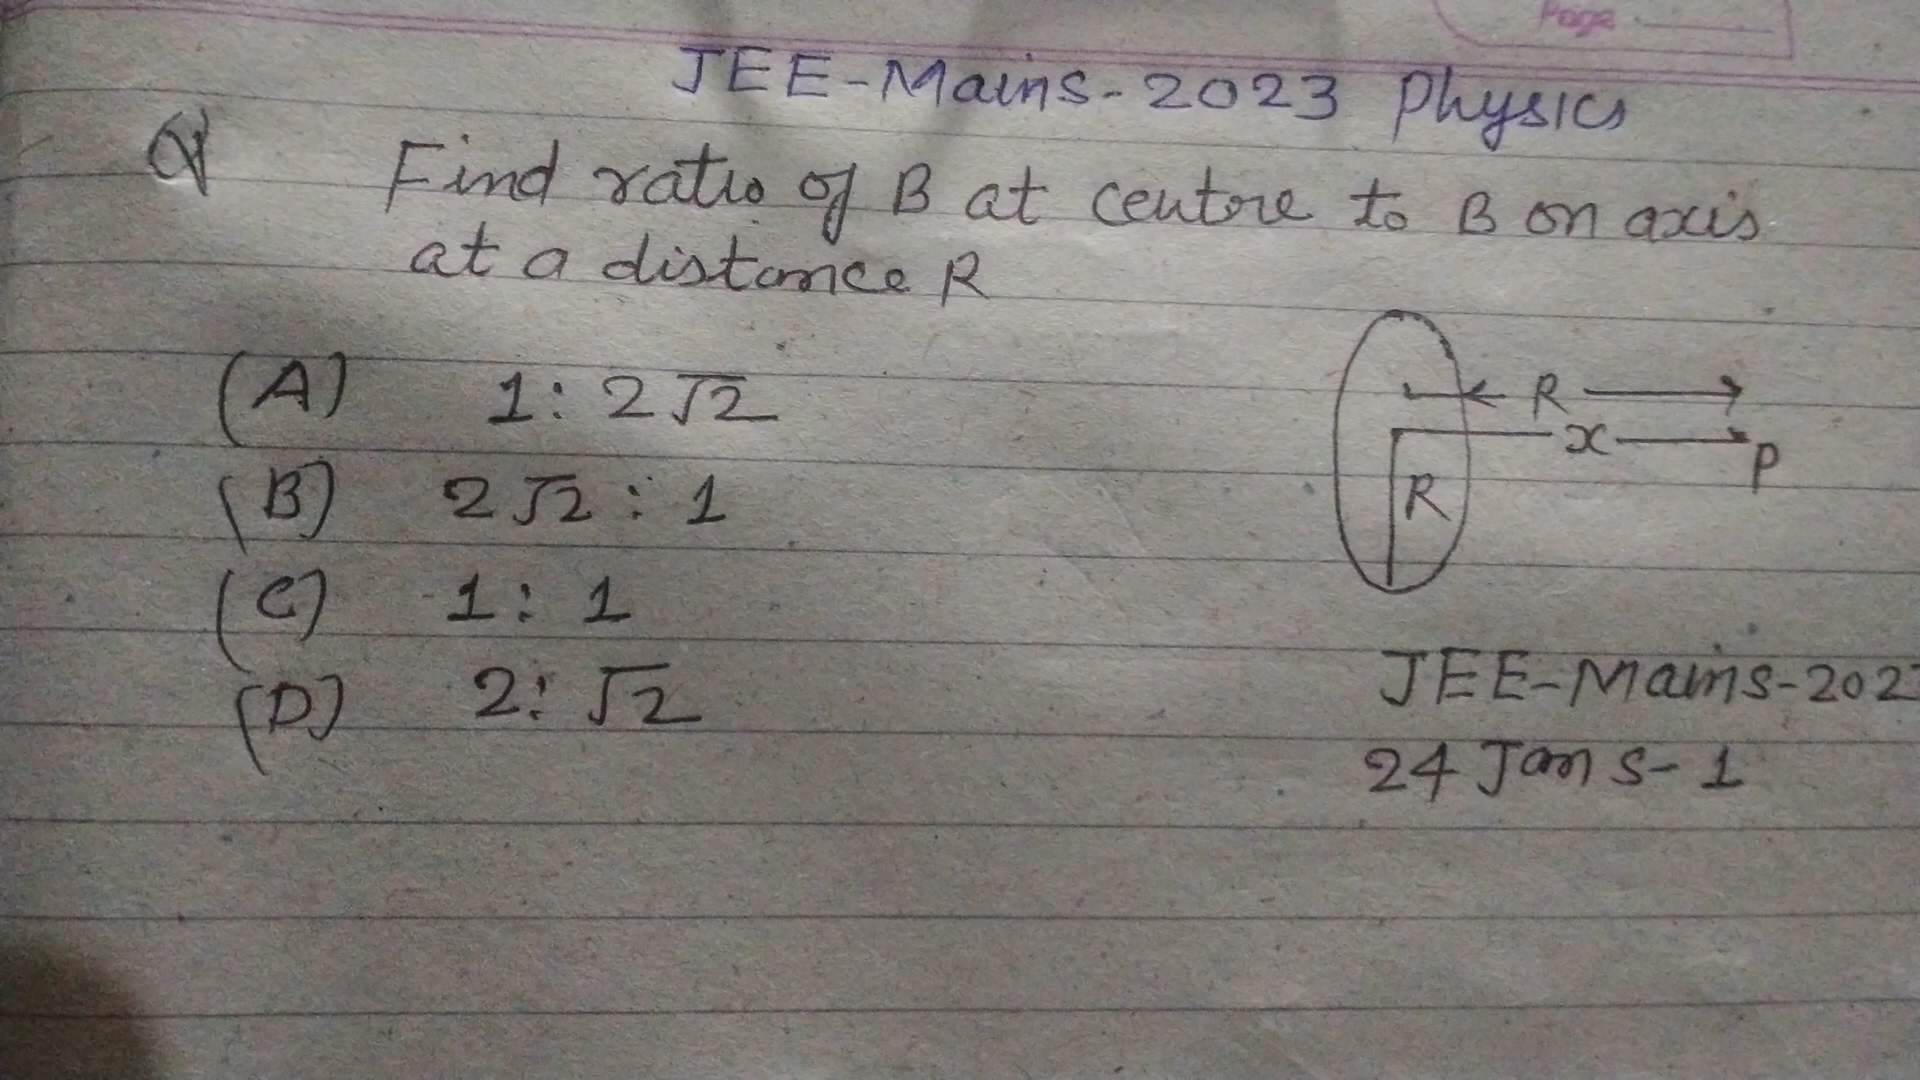 Page
JEE-Mains-2023 Physics
Q Find ratio of B at centre to B on axis
at a distance R
(A) 1: 2√2
(B) 2√2 : 1
(C) 1: 1
(D) 2: √2
R
x
P
R
JEE-Mains-202
24 Jan S-1